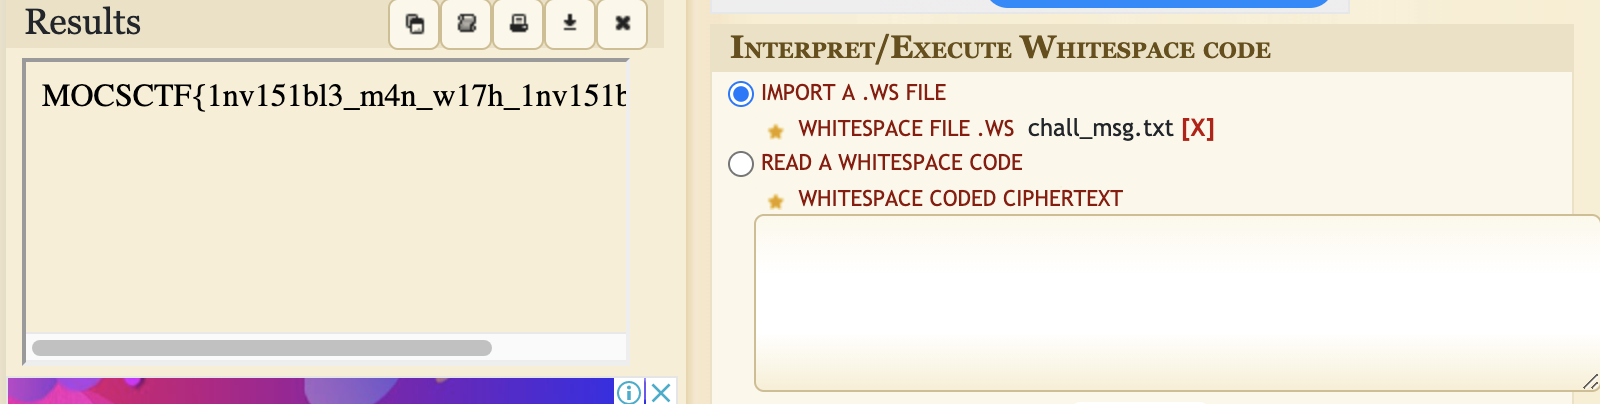 Results
MOCSCTF{1nv151bl3_m4n_w17h_1nv151b
INTERPRET/EXECUTE WHITESPACE CODE
IMPORT A .WS FILE
WHITESPACE FILE .WS chall_msg.txt [X]
READ A WHITESPACE CODE
WHITESPACE CODED CIPHERTEXT